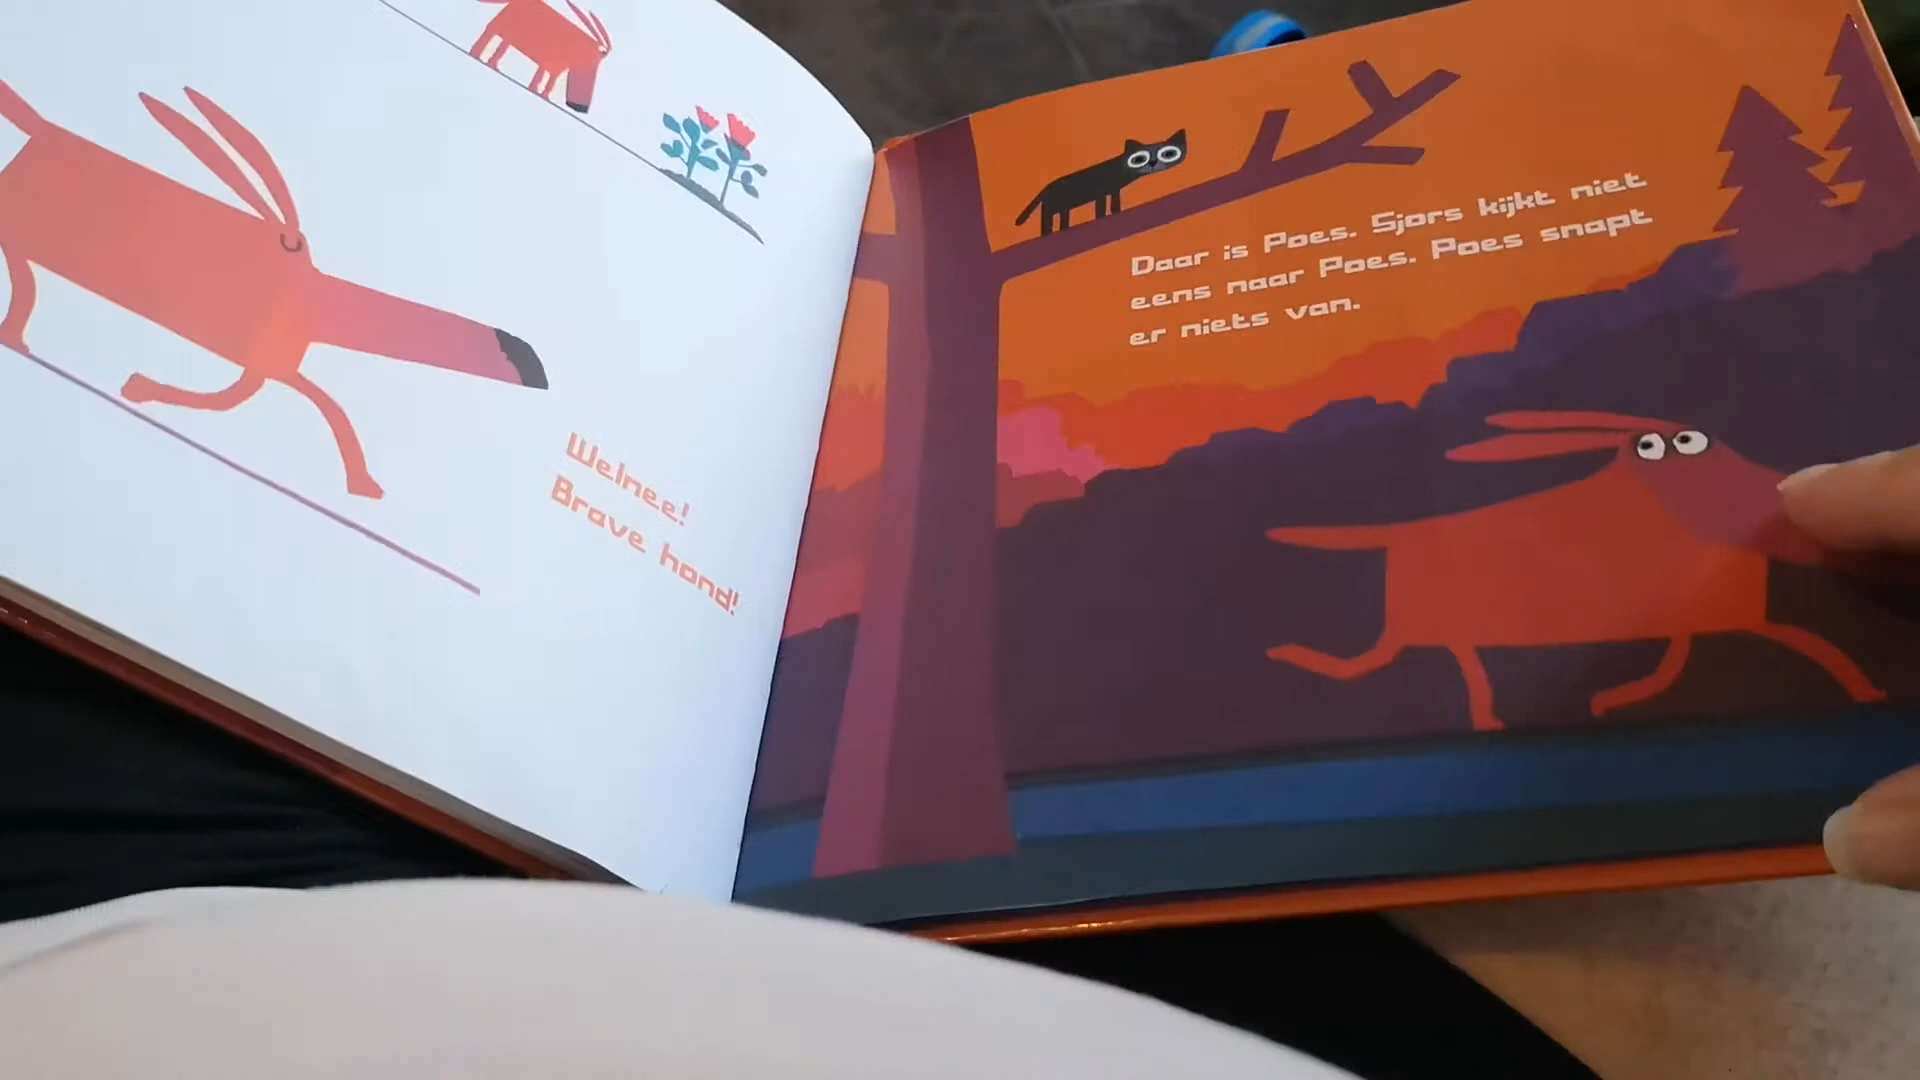 Welnee!
Brave hond!
Daar is Poes. Sjors kijkt niet
eens naar Poes. Poes snapt
er niets van.